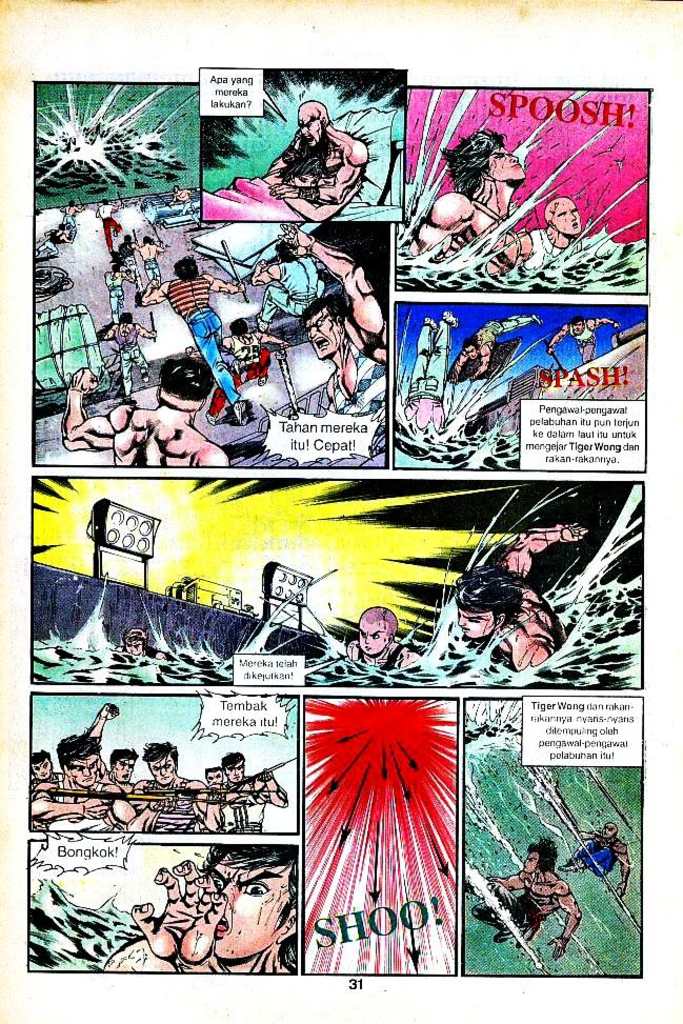 Apa yang
mereka
lakukan?
SPOOSH!
Tahan mereka
itu! Cepat!
SPASH!
Pengawal-pengawal
pelabuhan itu pun terjun
ke dalam laut itu untuk
mengejar Tiger Wong dan
rakan-rakannya.
Mereka telah
dikejutkan!
Tembak
mereka itu!
Bongkok!
SHOO!
Tiger Wong dan rakan-
rakannya nyaris-nyaris
ditempuling oleh
pengawal-pengawal
pelabuhan itu!
31